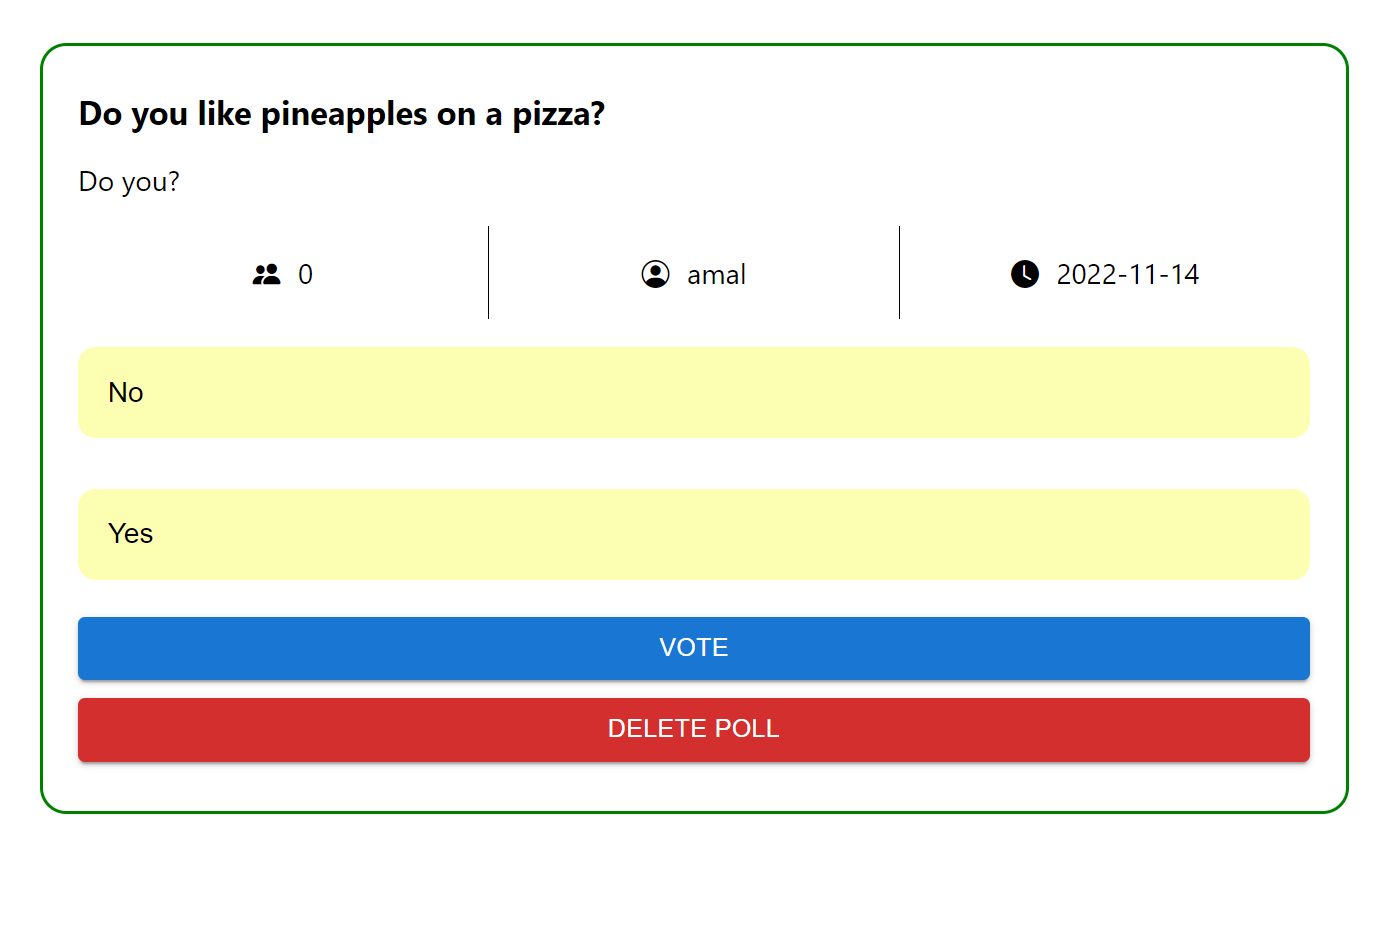 Do you like pineapples on a pizza?
Do you?
0 amal 2022-11-14
No
Yes
VOTE
DELETE POLL